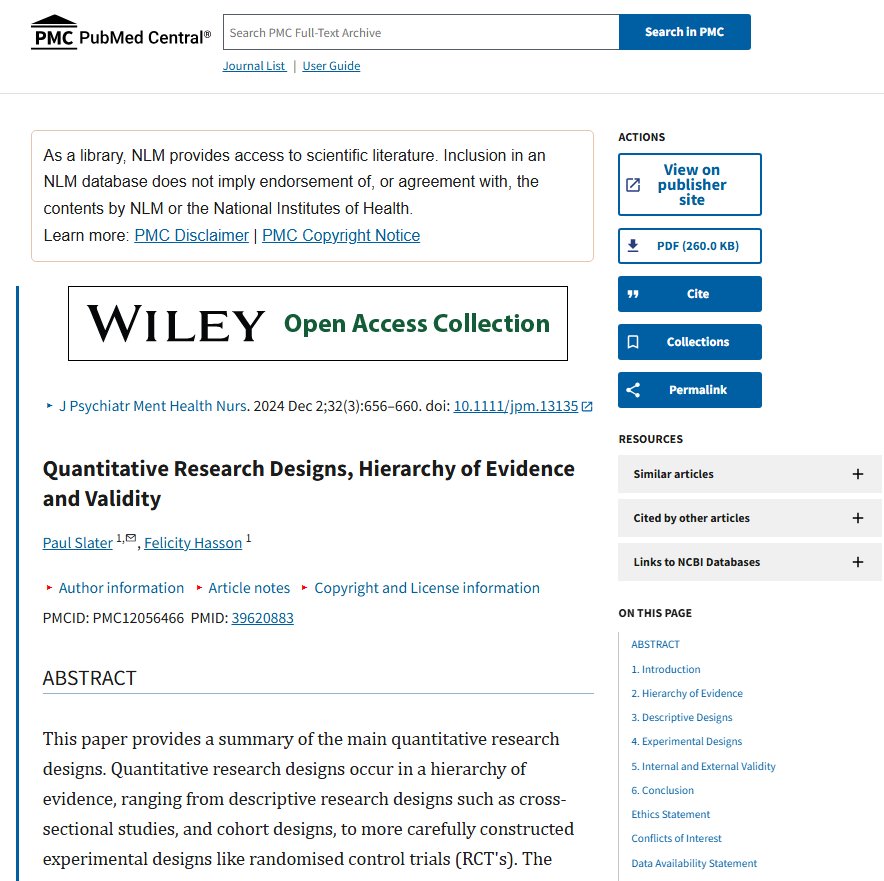 PMC PubMed Central®
Search PMC Full-Text Archive
Search in PMC
Journal List | User Guide
As a library, NLM provides access to scientific literature. Inclusion in an
NLM database does not imply endorsement of, or agreement with, the
contents by NLM or the National Institutes of Health.
Learn more: PMC Disclaimer | PMC Copyright Notice
WILEY Open Access Collection
J Psychiatr Ment Health Nurs. 2024 Dec 2;32(3):656–660. doi: 10.1111/jpm.13135
Quantitative Research Designs, Hierarchy of Evidence
and Validity
Paul Slater 1,✉, Felicity Hasson 1
Author information Article notes Copyright and License information
PMCID: PMC12056466 PMID: 39620883
ABSTRACT
This paper provides a summary of the main quantitative research
designs. Quantitative research designs occur in a hierarchy of
evidence, ranging from descriptive research designs such as cross-
sectional studies, and cohort designs, to more carefully constructed
experimental designs like randomised control trials (RCT's). The
ACTIONS
View on
publisher
site
PDF (260.0 KB)
Cite
Collections
Permalink
RESOURCES
Similar articles
Cited by other articles
Links to NCBI Databases
ON THIS PAGE
ABSTRACT
1. Introduction
2. Hierarchy of Evidence
3. Descriptive Designs
4. Experimental Designs
5. Internal and External Validity
6. Conclusion
Ethics Statement
Conflicts of Interest
Data Availability Statement